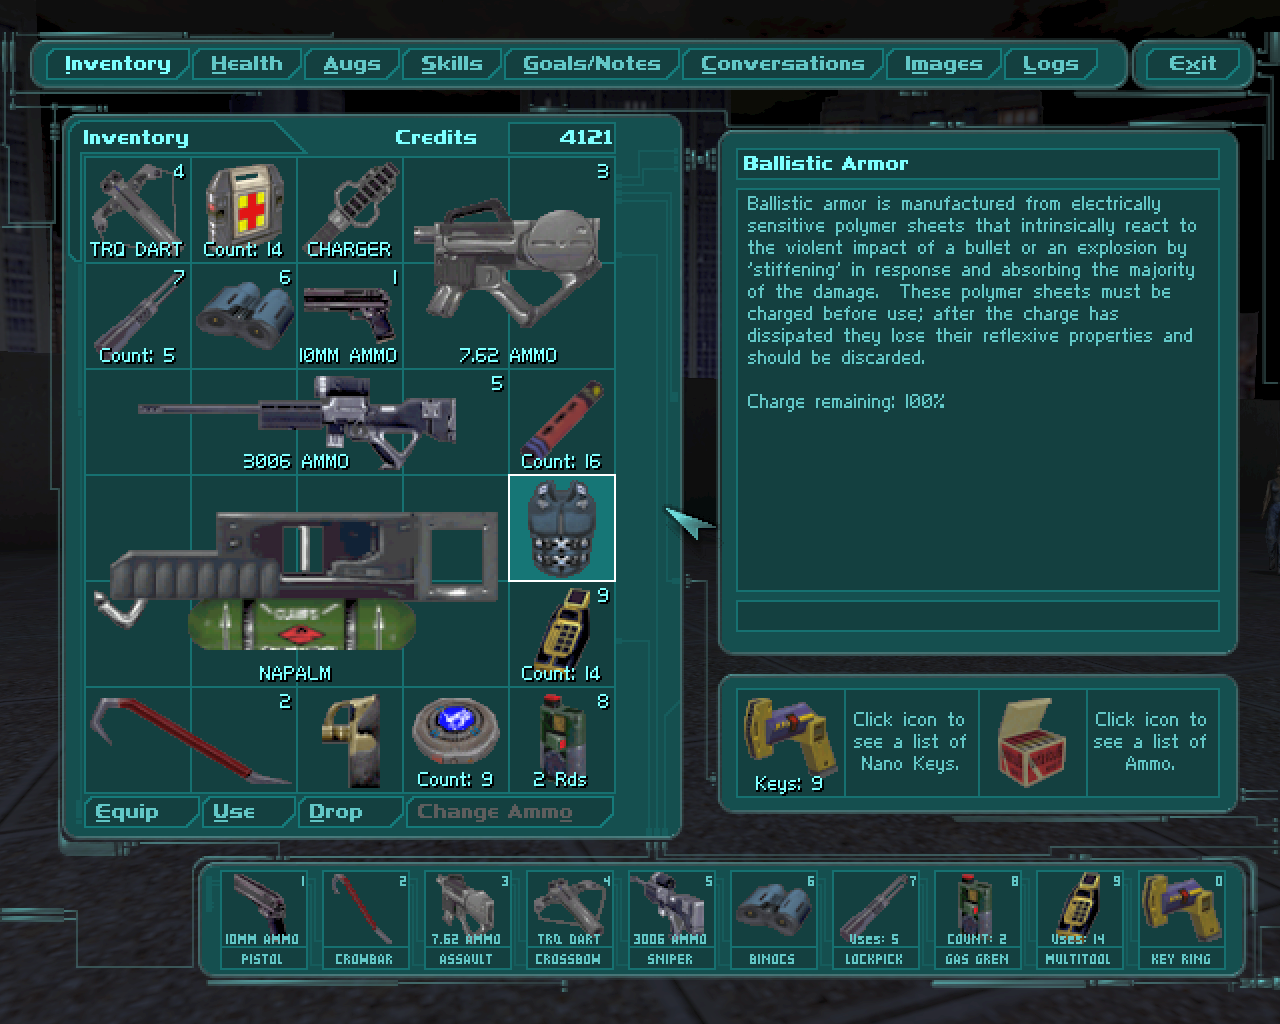 Inventory Health Augs Skills Goals/Notes Conversations Images Logs Exit
Inventory Credits 4121
4 3
TRQ DART Count: 14 CHARGER
7 6 1
Count: 5 10MM AMMO 7.62 AMMO
5
3006 AMMO Count: 16
9
NAPALM Count: 14
2 8
Count: 9 2 Rds
Equip Use Drop Change Ammo
Ballistic Armor
Ballistic armor is manufactured from electrically
sensitive polymer sheets that intrinsically react to
the violent impact of a bullet or an explosion by
'stiffening' in response and absorbing the majority
of the damage. These polymer sheets must be
charged before use; after the charge has
dissipated they lose their reflexive properties and
should be discarded.
Charge remaining: 100%
Keys: 9
Click icon to
see a list of
Nano Keys.
Click icon to
see a list of
Ammo.
1 2 3 4 5 6 7 8 9 0
10MM AMMO 7.62 AMMO TRQ DART 3006 AMMO Uses: 5 COUNT: 2 Uses: 14
PISTOL CROWBAR ASSAULT CROSSBOW SNIPER BINOCS LOCKPICK GAS GREN MULTITOOL KEY RING